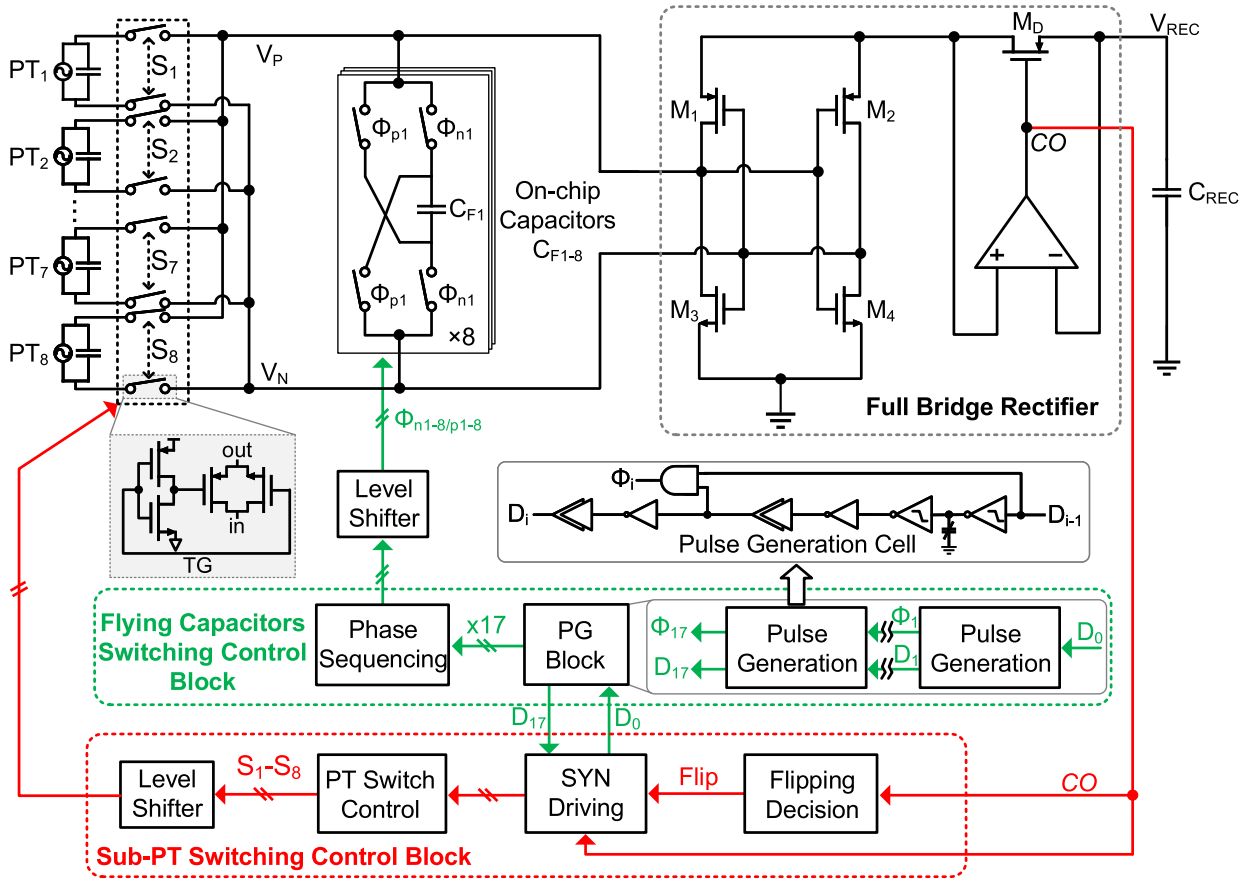 PT1
PT2
PT7
PT8
S1
S2
S7
S8
VP
VN
Φp1
Φn1
CF1
Φp1
Φn1
×8
On-chip
Capacitors
CF1-8
M1
M2
M3
M4
MD
VREC
CO
CREC
+
−
Full Bridge Rectifier
out
in
TG
Φn1-8/p1-8
Level
Shifter
Φi
Di
Di-1
Pulse Generation Cell
Flying Capacitors
Switching Control
Block
Phase
Sequencing
x17
PG
Block
Φ17
D17
Pulse
Generation
Φ1
D1
Pulse
Generation
D0
D17
D0
Level
Shifter
S1-S8
PT Switch
Control
SYN
Driving
Flip
Flipping
Decision
CO
Sub-PT Switching Control Block